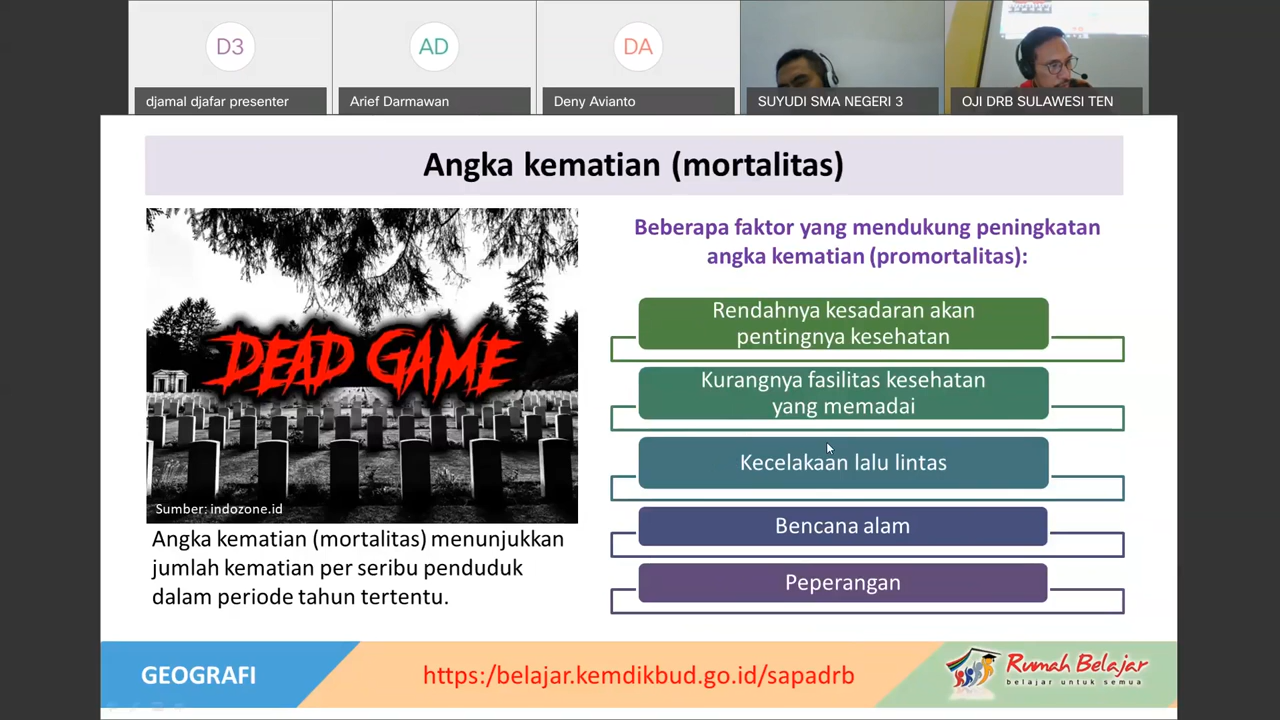 D3
AD
DA
djamal djafar presenter
Arief Darmawan
Deny Avianto
SUYUDI SMA NEGERI 3
OJI DRB SULAWESI TEN
Angka kematian (mortalitas)
DEAD GAME
Sumber: indozone.id
Angka kematian (mortalitas) menunjukkan
jumlah kematian per seribu penduduk
dalam periode tahun tertentu.
Beberapa faktor yang mendukung peningkatan
angka kematian (promortalitas):
Rendahnya kesadaran akan
pentingnya kesehatan
Kurangnya fasilitas kesehatan
yang memadai
Kecelakaan lalu lintas
Bencana alam
Peperangan
GEOGRAFI
https:/belajar.kemdikbud.go.id/sapadrb
Rumah Belajar
belajar untuk semua